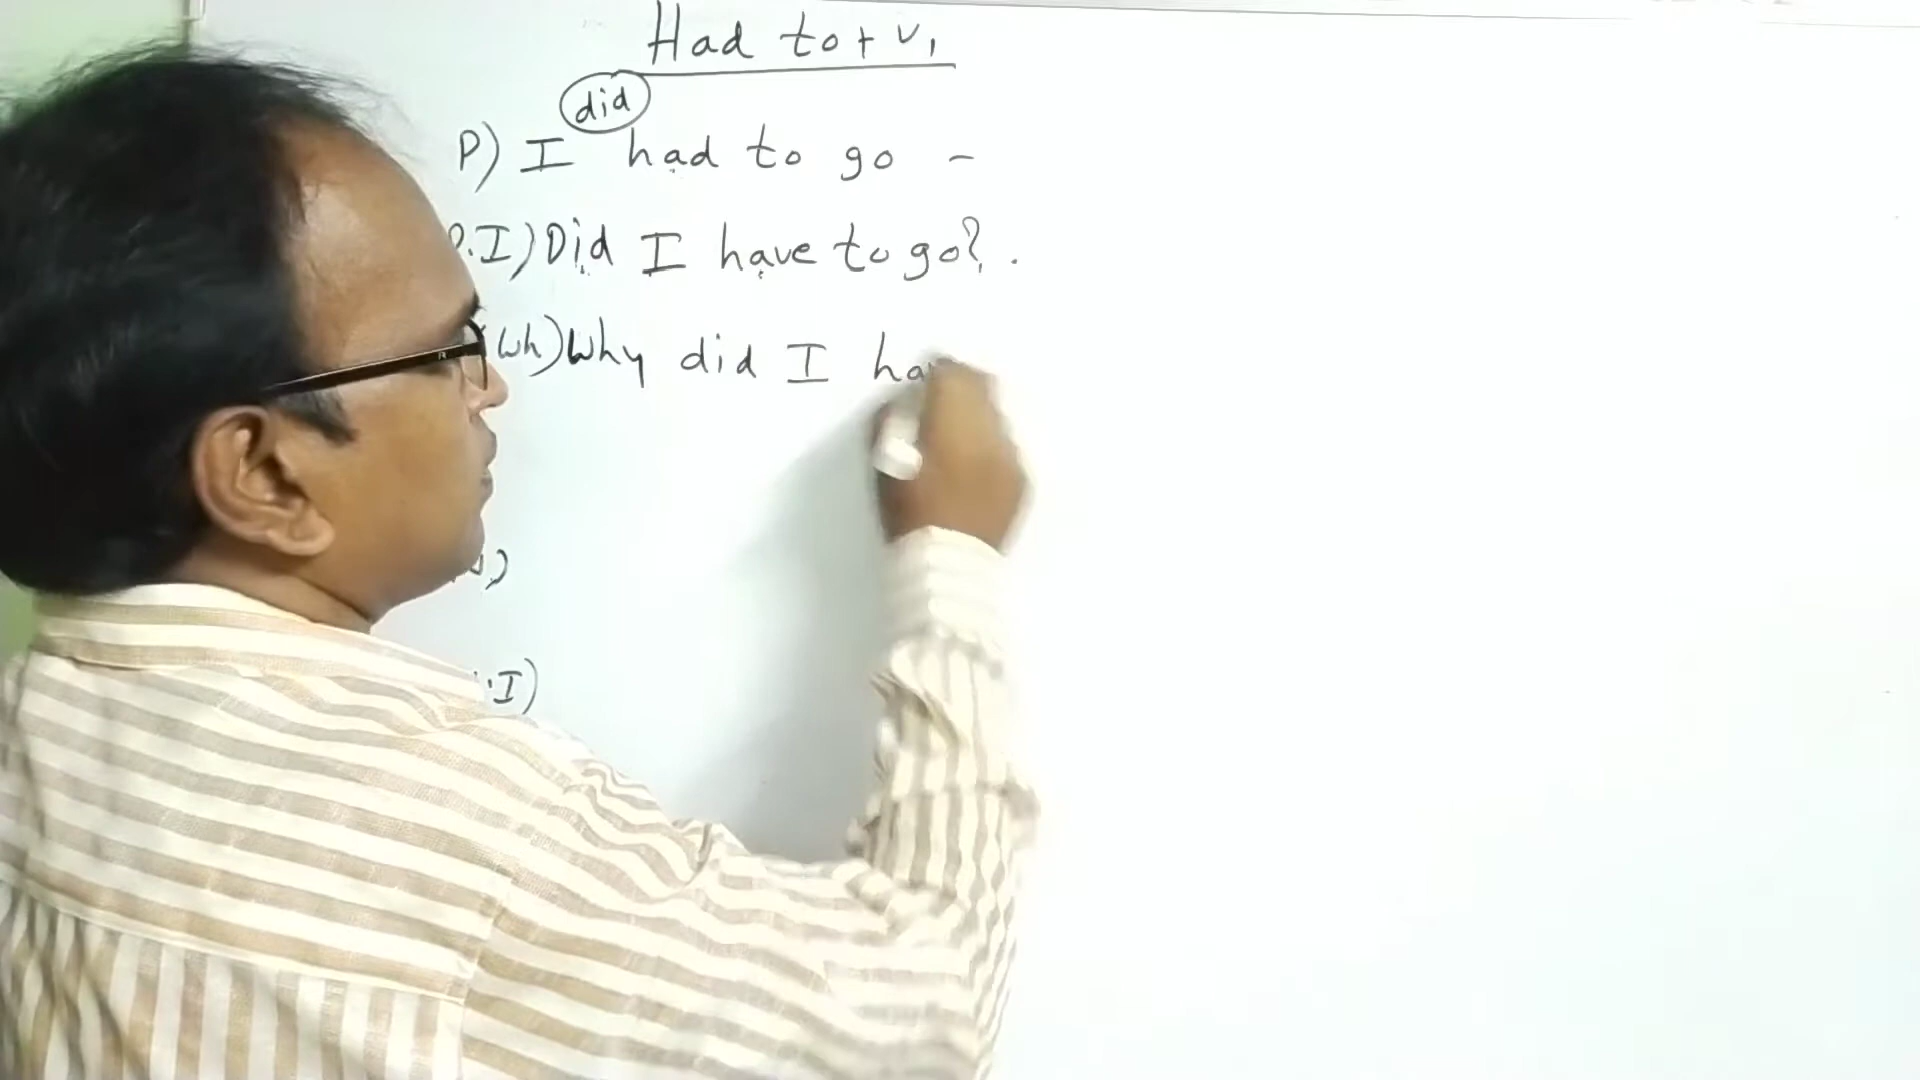 Had to + V1
did
P) I had to go -
P.I) Did I have to go? .
(Wh) Why did I ha
N)
.I)